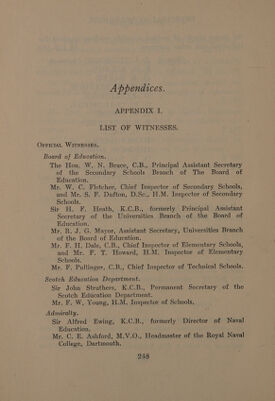 Appendices.
APPENDIX I.
LIST OF WITNESSES.
OFFICIAL WITNESSES.
Board of Education.
The Hon. W. N. Bruce, C.B., Principal Assistant Secretary
of the Secondary Schools Branch of The Board of
Education.
Mr. W. C. Fletcher, Chief Inspector of Secondary Schools,
and Mr. S. F. Dufton, D.Sc., H.M. Inspector of Secondary
Schools.
Sir H. F. Heath, K.C.B., formerly Principal Assistant
Secretary of the Universities Branch of the Board of
Education.
Mr. R. J. G. Mayor, Assistant Secretary, Universities Branch
of the Board of Education.
Mr. F. H. Dale, C.B., Chief Inspector of Elementary Schools,
and Mr. F. T. Howard, H.M. Inspector of Elementary
Schools.
Mr. F. Pullinger, C.B., Chief Inspector of Technical Schools.
Scotch Education Department.
Sir John Struthers, K.C.B., Permanent Secretary of the
Scotch Education Department.
Mr. F. W. Young, H.M. Inspector of Schools.
Admiralty.
Sir Alfred Ewing, K.C.B., formerly Director of Naval
Education.
Mr. C. E. Ashford, M.V.O., Headmaster of the Royal Naval
College, Dartmouth.
248